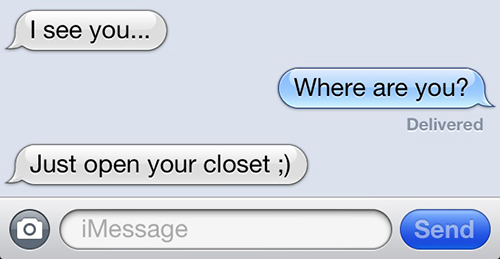 I see you...
Where are you?
Delivered
Just open your closet ;)
iMessage
Send